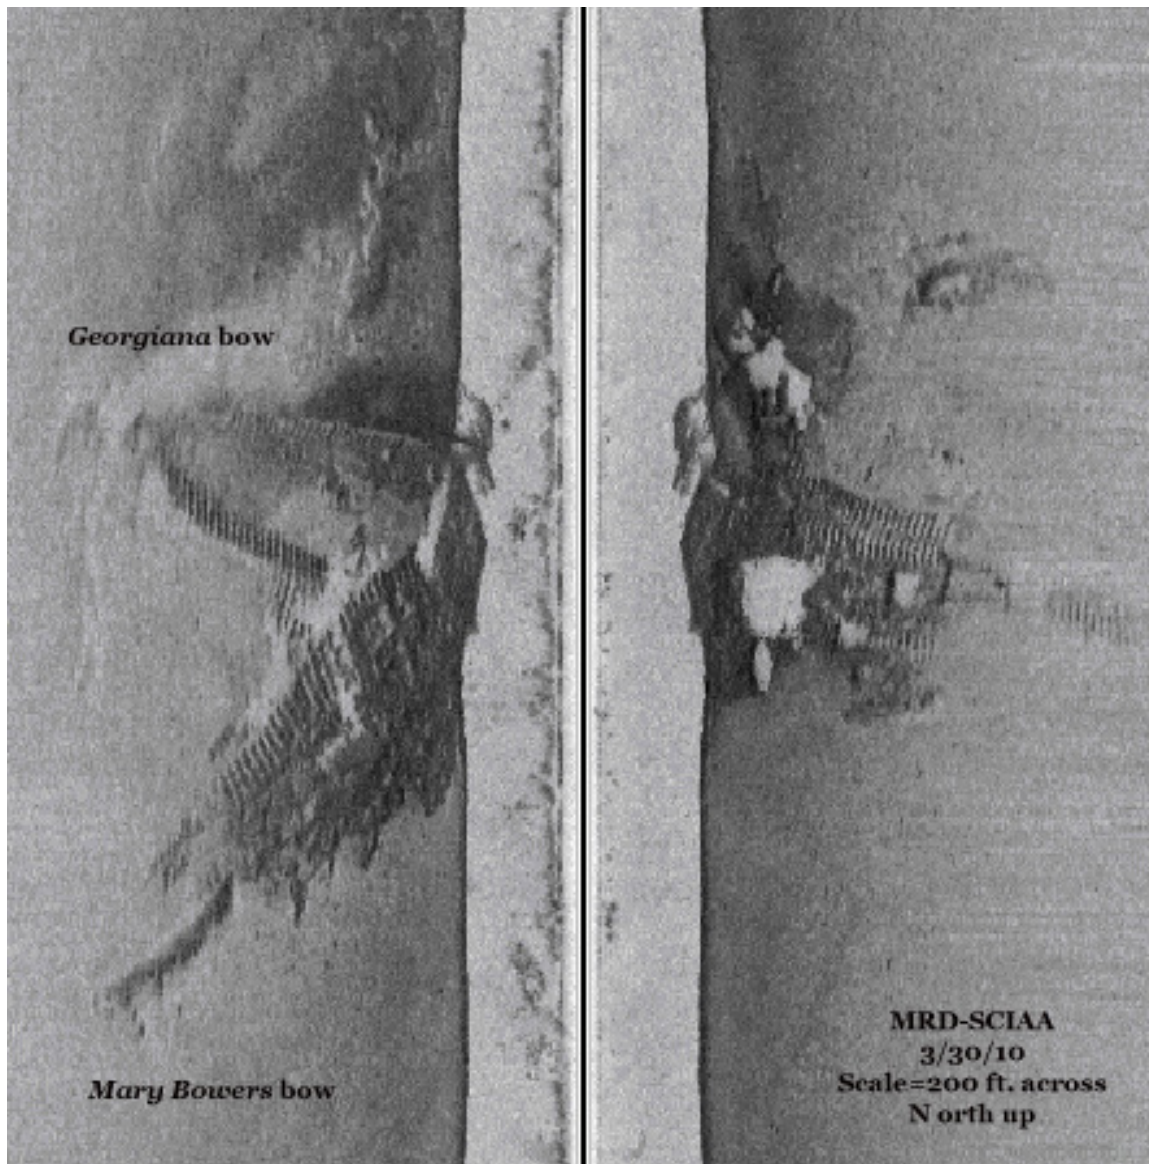 Georgiana bow
Mary Bowers bow
MRD-SCIAA
3/30/10
Scale=200 ft. across
N orth up